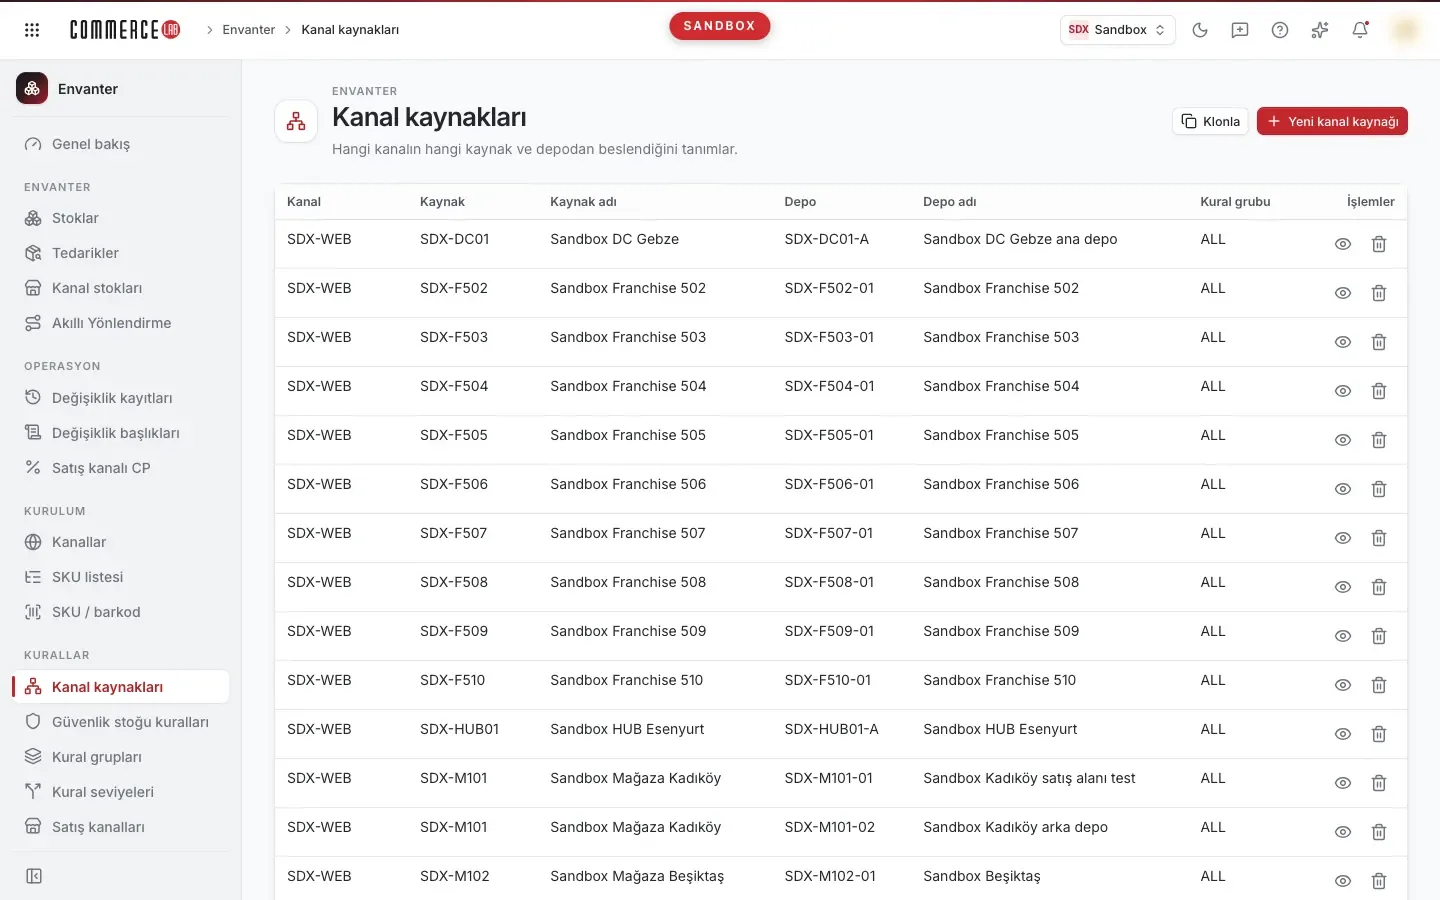 COMMERCE LAB
Envanter
Kanal kaynakları
SANDBOX
SDX Sandbox
Envanter
Genel bakış
ENVANTER
Stoklar
Tedarikler
Kanal stokları
Akıllı Yönlendirme
OPERASYON
Değişiklik kayıtları
Değişiklik başlıkları
Satış kanalı CP
KURULUM
Kanallar
SKU listesi
SKU / barkod
KURALLAR
Kanal kaynakları
Güvenlik stoğu kuralları
Kural grupları
Kural seviyeleri
Satış kanalları
ENVANTER
Kanal kaynakları
Hangi kanalın hangi kaynak ve depodan beslendiğini tanımlar.
Klonla
Yeni kanal kaynağı
Kanal Kaynak Kaynak adı Depo Depo adı Kural grubu İşlemler
SDX-WEB SDX-DC01 Sandbox DC Gebze SDX-DC01-A Sandbox DC Gebze ana depo ALL
SDX-WEB SDX-F502 Sandbox Franchise 502 SDX-F502-01 Sandbox Franchise 502 ALL
SDX-WEB SDX-F503 Sandbox Franchise 503 SDX-F503-01 Sandbox Franchise 503 ALL
SDX-WEB SDX-F504 Sandbox Franchise 504 SDX-F504-01 Sandbox Franchise 504 ALL
SDX-WEB SDX-F505 Sandbox Franchise 505 SDX-F505-01 Sandbox Franchise 505 ALL
SDX-WEB SDX-F506 Sandbox Franchise 506 SDX-F506-01 Sandbox Franchise 506 ALL
SDX-WEB SDX-F507 Sandbox Franchise 507 SDX-F507-01 Sandbox Franchise 507 ALL
SDX-WEB SDX-F508 Sandbox Franchise 508 SDX-F508-01 Sandbox Franchise 508 ALL
SDX-WEB SDX-F509 Sandbox Franchise 509 SDX-F509-01 Sandbox Franchise 509 ALL
SDX-WEB SDX-F510 Sandbox Franchise 510 SDX-F510-01 Sandbox Franchise 510 ALL
SDX-WEB SDX-HUB01 Sandbox HUB Esenyurt SDX-HUB01-A Sandbox HUB Esenyurt ALL
SDX-WEB SDX-M101 Sandbox Mağaza Kadıköy SDX-M101-01 Sandbox Kadıköy satış alanı test ALL
SDX-WEB SDX-M101 Sandbox Mağaza Kadıköy SDX-M101-02 Sandbox Kadıköy arka depo ALL
SDX-WEB SDX-M102 Sandbox Mağaza Beşiktaş SDX-M102-01 Sandbox Beşiktaş ALL